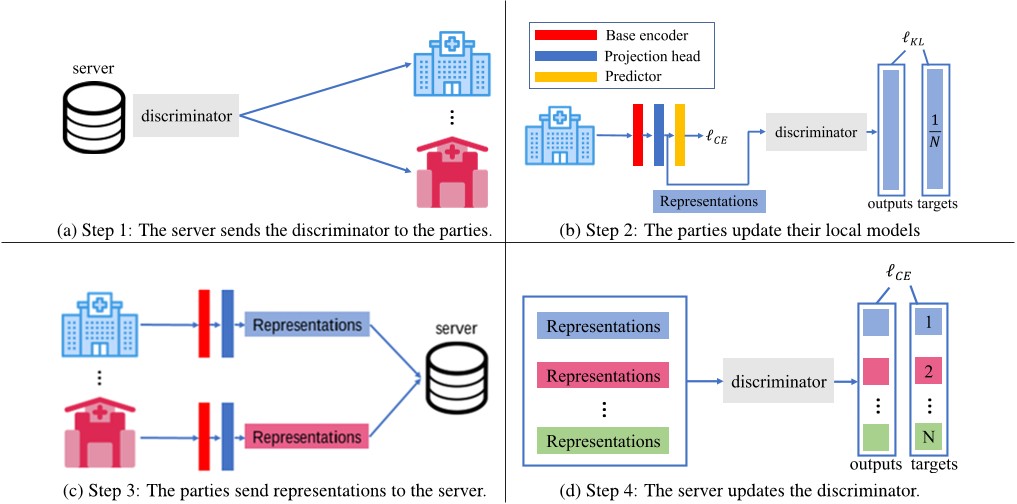 server
discriminator
⋮
(a) Step 1: The server sends the discriminator to the parties.
Base encoder
Projection head
Predictor
ℓ_CE
Representations
discriminator
ℓ_KL
1/N
outputs targets
(b) Step 2: The parties update their local models
Representations
⋮
Representations
server
(c) Step 3: The parties send representations to the server.
Representations
Representations
⋮
Representations
discriminator
ℓ_CE
1
2
⋮ ⋮
N
outputs targets
(d) Step 4: The server updates the discriminator.